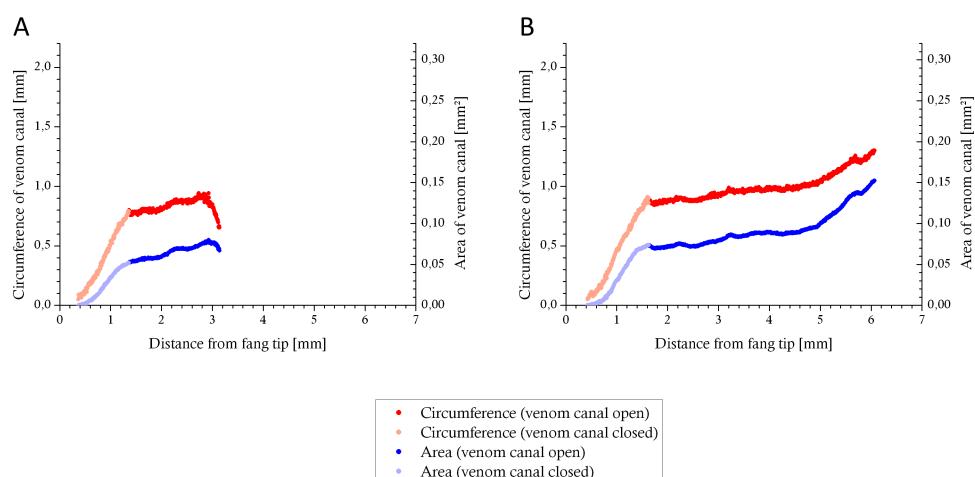 A
B
Circumference of venom canal [mm]
2,0
1,5
1,0
0,5
0,0
0,30
0,25
0,20
0,15
0,10
0,05
0,00
Area of venom canal [mm²]
0 1 2 3 4 5 6 7
Distance from fang tip [mm]
Circumference of venom canal [mm]
2,0
1,5
1,0
0,5
0,0
0,30
0,25
0,20
0,15
0,10
0,05
0,00
Area of venom canal [mm²]
0 1 2 3 4 5 6 7
Distance from fang tip [mm]
Circumference (venom canal open)
Circumference (venom canal closed)
Area (venom canal open)
Area (venom canal closed)